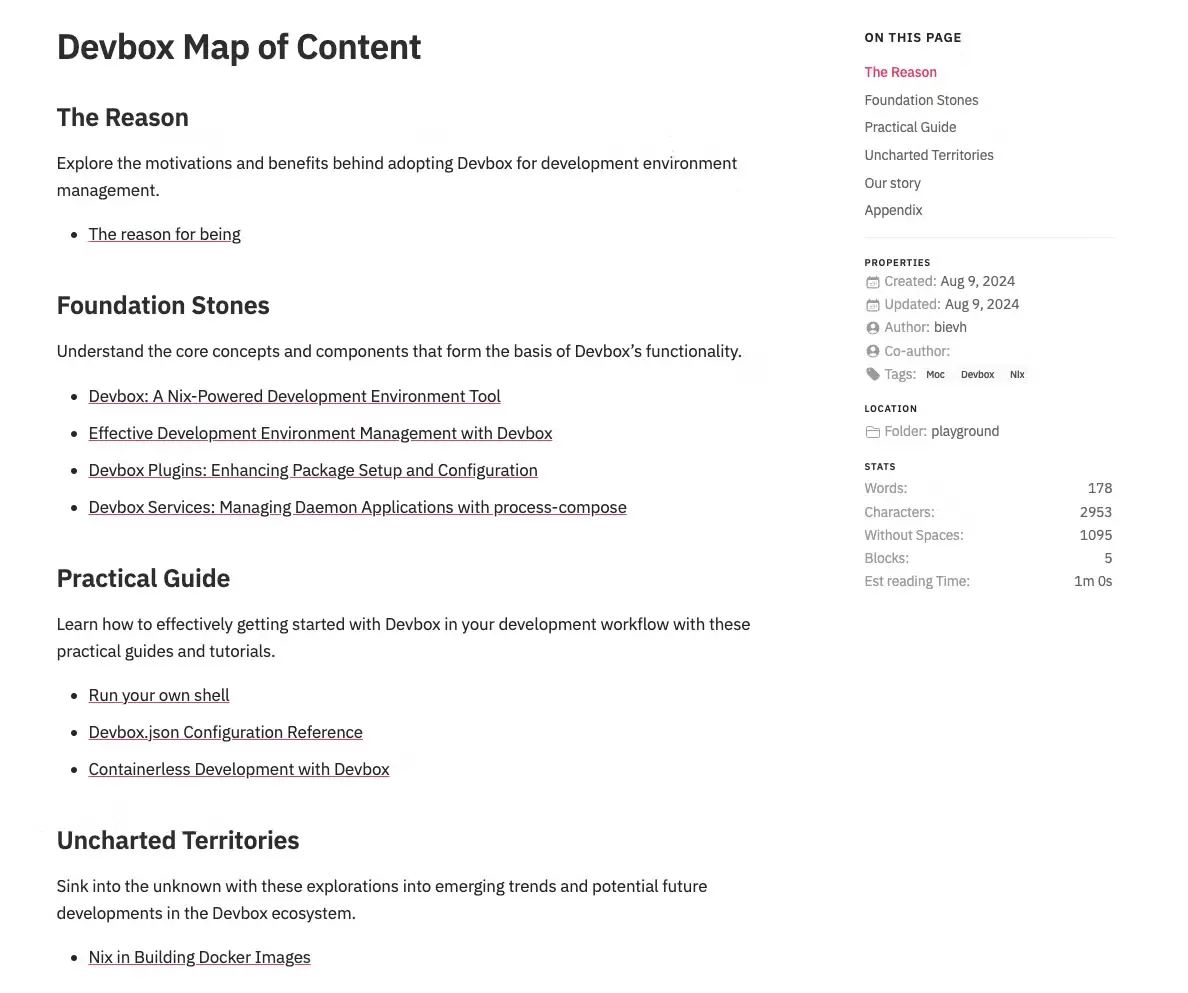 Devbox Map of Content
The Reason
Explore the motivations and benefits behind adopting Devbox for development environment
management.
The reason for being
Foundation Stones
Understand the core concepts and components that form the basis of Devbox’s functionality.
Devbox: A Nix-Powered Development Environment Tool
Effective Development Environment Management with Devbox
Devbox Plugins: Enhancing Package Setup and Configuration
Devbox Services: Managing Daemon Applications with process-compose
Practical Guide
Learn how to effectively getting started with Devbox in your development workflow with these
practical guides and tutorials.
Run your own shell
Devbox.json Configuration Reference
Containerless Development with Devbox
Uncharted Territories
Sink into the unknown with these explorations into emerging trends and potential future
developments in the Devbox ecosystem.
Nix in Building Docker Images
ON THIS PAGE
The Reason
Foundation Stones
Practical Guide
Uncharted Territories
Our story
Appendix
PROPERTIES
Created: Aug 9, 2024
Updated: Aug 9, 2024
Author: bievh
Co-author:
Tags: Moc Devbox Nix
LOCATION
Folder: playground
STATS
Words: 178
Characters: 2953
Without Spaces: 1095
Blocks: 5
Est reading Time: 1m 0s